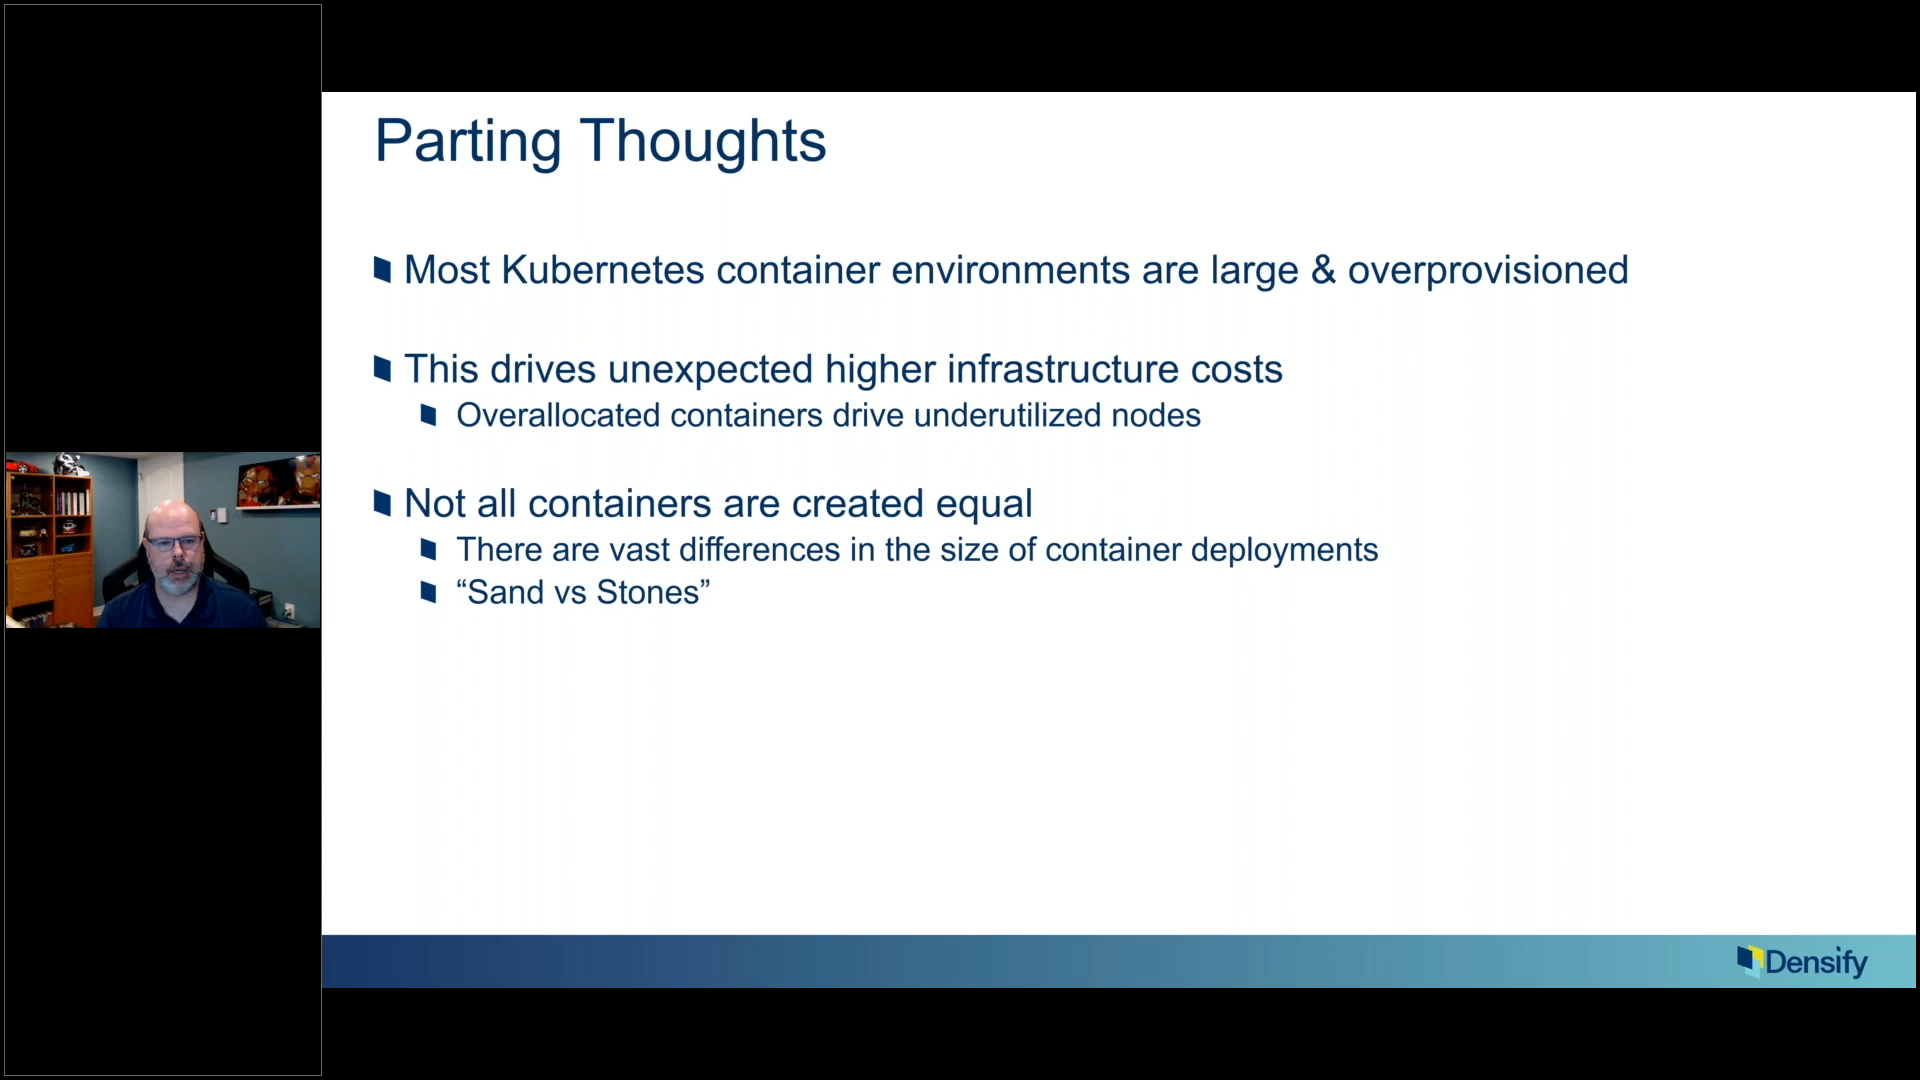 Parting Thoughts
Most Kubernetes container environments are large & overprovisioned
This drives unexpected higher infrastructure costs
Overallocated containers drive underutilized nodes
Not all containers are created equal
There are vast differences in the size of container deployments
“Sand vs Stones”
Densify